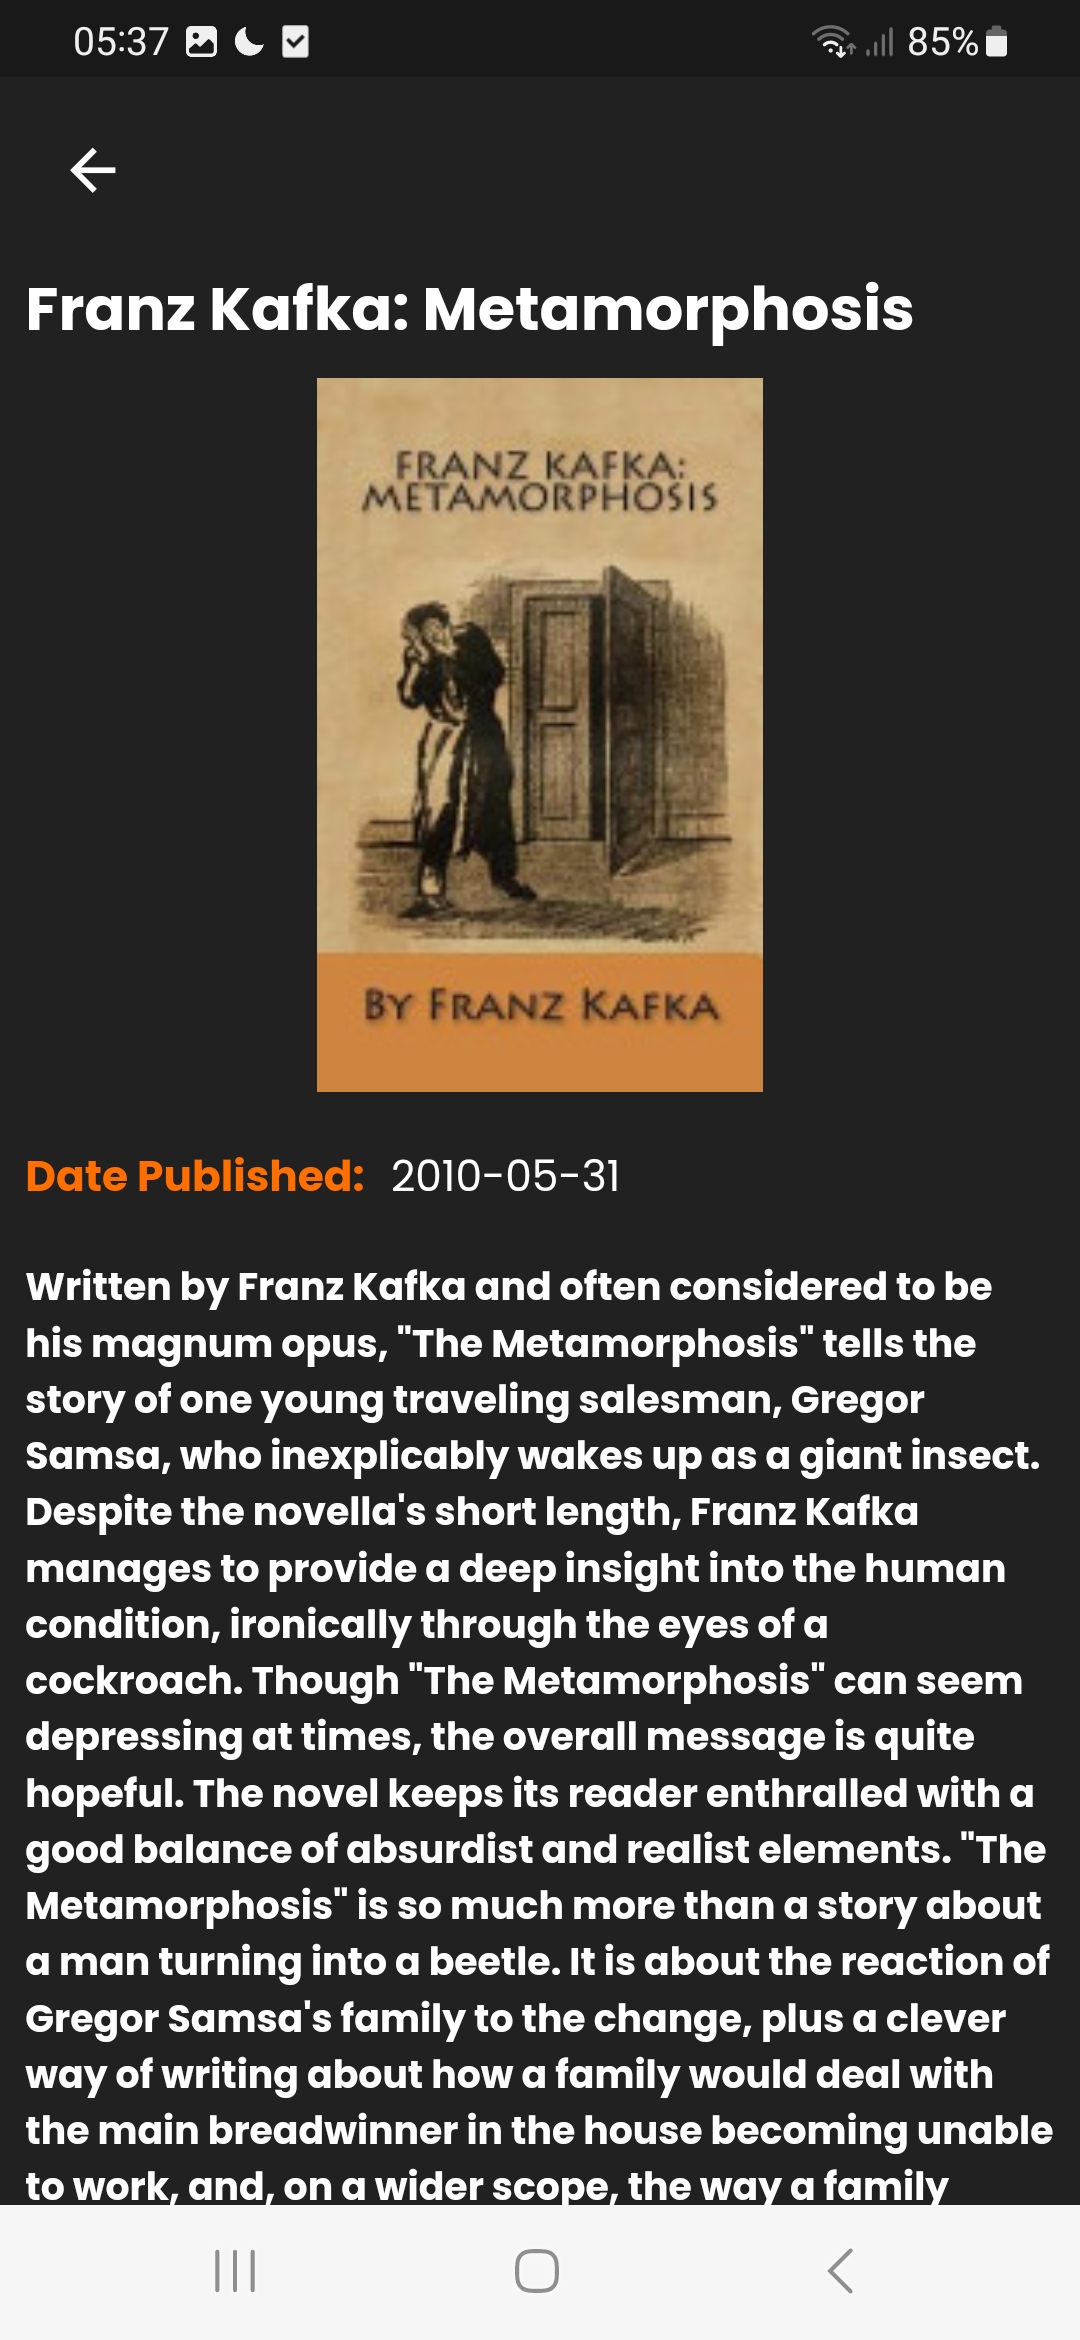 05:37
85%
Franz Kafka: Metamorphosis
FRANZ KAFKA:
METAMORPHOSIS
BY FRANZ KAFKA
Date Published: 2010-05-31
Written by Franz Kafka and often considered to be
his magnum opus, "The Metamorphosis" tells the
story of one young traveling salesman, Gregor
Samsa, who inexplicably wakes up as a giant insect.
Despite the novella's short length, Franz Kafka
manages to provide a deep insight into the human
condition, ironically through the eyes of a
cockroach. Though "The Metamorphosis" can seem
depressing at times, the overall message is quite
hopeful. The novel keeps its reader enthralled with a
good balance of absurdist and realist elements. "The
Metamorphosis" is so much more than a story about
a man turning into a beetle. It is about the reaction of
Gregor Samsa's family to the change, plus a clever
way of writing about how a family would deal with
the main breadwinner in the house becoming unable
to work, and, on a wider scope, the way a family